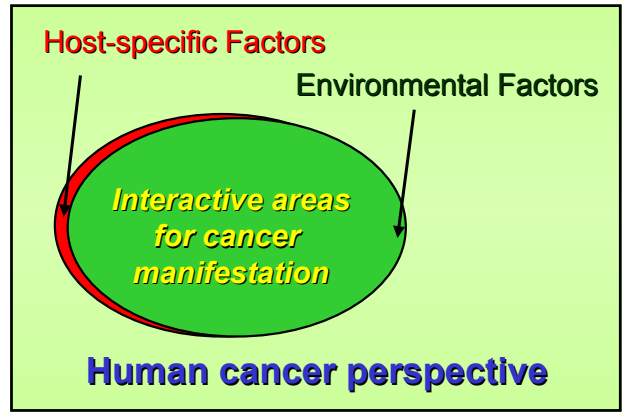 Host-specific Factors
Environmental Factors
Interactive areas
for cancer
manifestation
Human cancer perspective